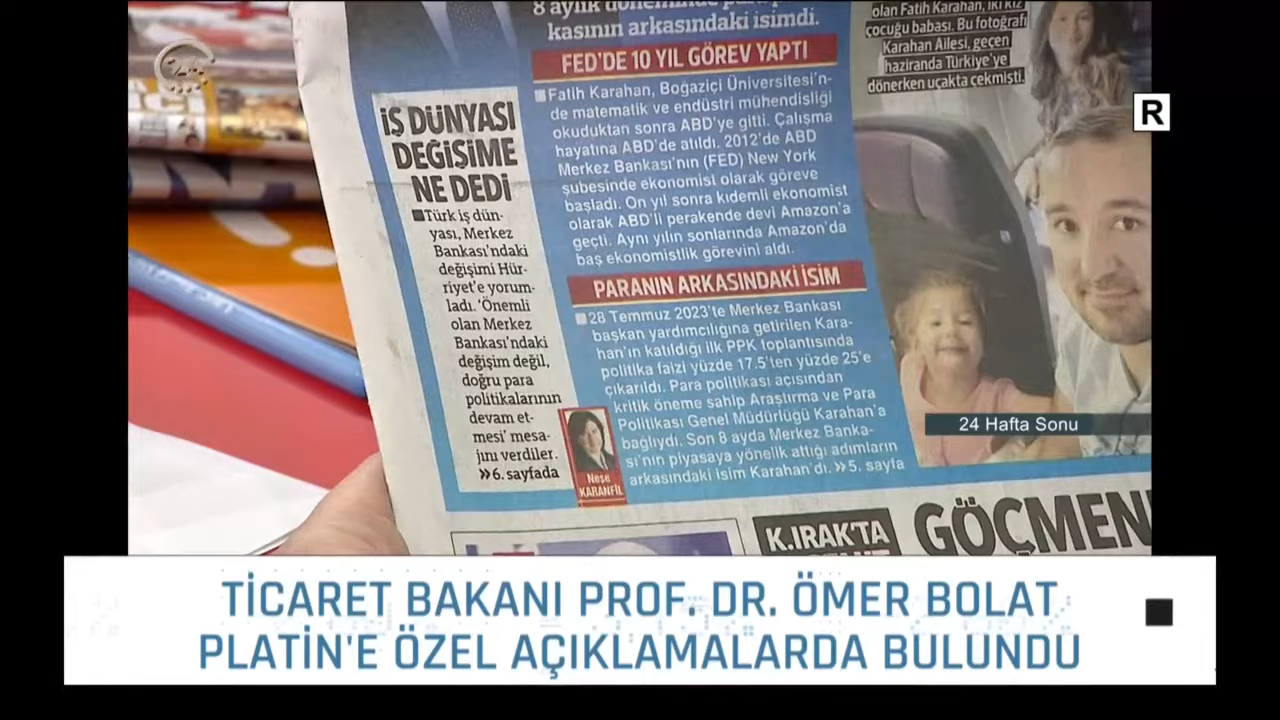 8 aylık
kasının arkasındaki isimdi.
FED'DE 10 YIL GÖREV YAPTI
■Fatih Karahan, Boğaziçi Üniversitesi'n-
de matematik ve endüstri mühendisliği
okuduktan sonra ABD'ye gitti. Çalışma
hayatına ABD'de atıldı. 2012'de ABD
Merkez Bankası'nın (FED) New York
şubesinde ekonomist olarak göreve
başladı. On yıl sonra kıdemli ekonomist
olarak ABD'li perakende devi Amazon'a
geçti. Aynı yılın sonlarında Amazon'da
baş ekonomistlik görevini aldı.
PARANIN ARKASINDAKİ İSİM
■28 Temmuz 2023'te Merkez Bankası
başkan yardımcılığına getirilen Kara-
han'ın katıldığı ilk PPK toplantısında
politika faizi yüzde 17.5'ten yüzde 25'e
çıkarıldı. Para politikası açısından
kritik öneme sahip Araştırma ve Para
Politikası Genel Müdürlüğü Karahan'a
bağlıydı. Son 8 ayda Merkez Banka-
sı'nın piyasaya yönelik attığı adımların
arkasındaki isim Karahan'dı. »5. sayfa
İŞ DÜNYASI
DEĞİŞİME
NE DEDİ
■Türk iş dün-
yası, Merkez
Bankası'ndaki
değişimi Hür-
riyet'e yorum-
ladı. 'Önemli
olan Merkez
Bankası'ndaki
değişim değil,
doğru para
politikalarının
devam et-
mesi' mesa-
jını verdiler.
»6. sayfada
Neşe
KARANFİL
olan Fatih Karahan, iki kız
çocuğu babası. Bu fotoğrafı
Karahan Ailesi, geçen
haziranda Türkiye'ye
dönerken uçakta çekmişti.
R
24 Hafta Sonu
K.IRAK'TA
GÖÇMEN
TİCARET BAKANI PROF. DR. ÖMER BOLAT
PLATİN'E ÖZEL AÇIKLAMALARDA BULUNDU